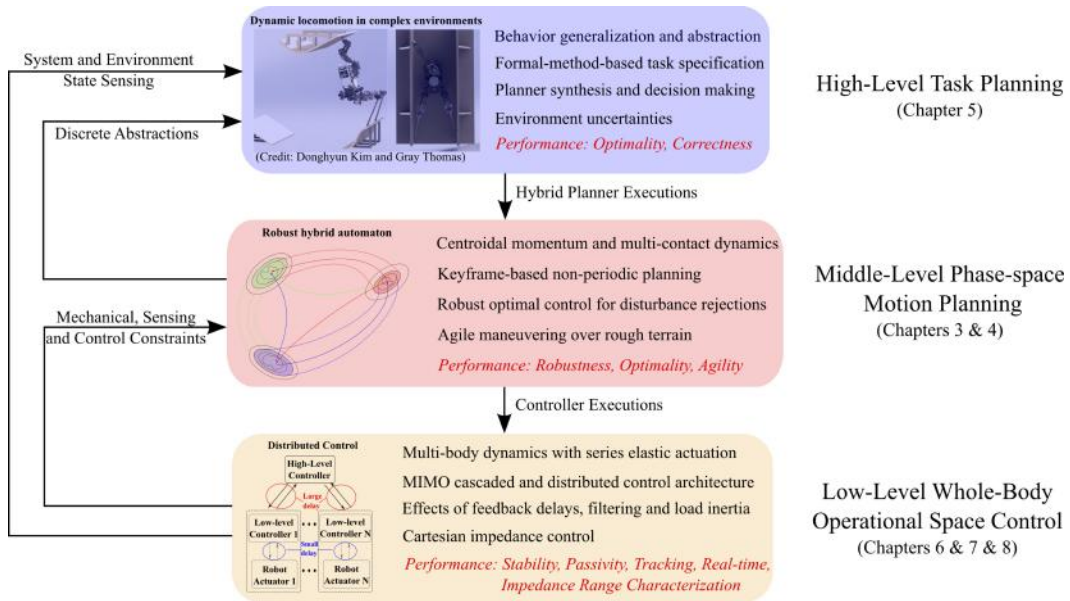 Dynamic locomotion in complex environments
System and Environment
State Sensing
Discrete Abstractions
Behavior generalization and abstraction
Formal-method-based task specification
Planner synthesis and decision making
Environment uncertainties
Performance: Optimality, Correctness
(Credit: Donghyun Kim and Gray Thomas)
High-Level Task Planning
(Chapter 5)
Hybrid Planner Executions
Robust hybrid automaton
Mechanical, Sensing
and Control Constraints
Centroidal momentum and multi-contact dynamics
Keyframe-based non-periodic planning
Robust optimal control for disturbance rejections
Agile maneuvering over rough terrain
Performance: Robustness, Optimality, Agility
Middle-Level Phase-space
Motion Planning
(Chapters 3 & 4)
Controller Executions
Distributed Control
High-Level
Controller
Large
delay
Low-level
Controller 1
• • •
Low-level
Controller N
Small
delay
Robot
Actuator 1
• • •
Robot
Actuator N
Multi-body dynamics with series elastic actuation
MIMO cascaded and distributed control architecture
Effects of feedback delays, filtering and load inertia
Cartesian impedance control
Performance: Stability, Passivity, Tracking, Real-time,
Impedance Range Characterization
Low-Level Whole-Body
Operational Space Control
(Chapters 6 & 7 & 8)